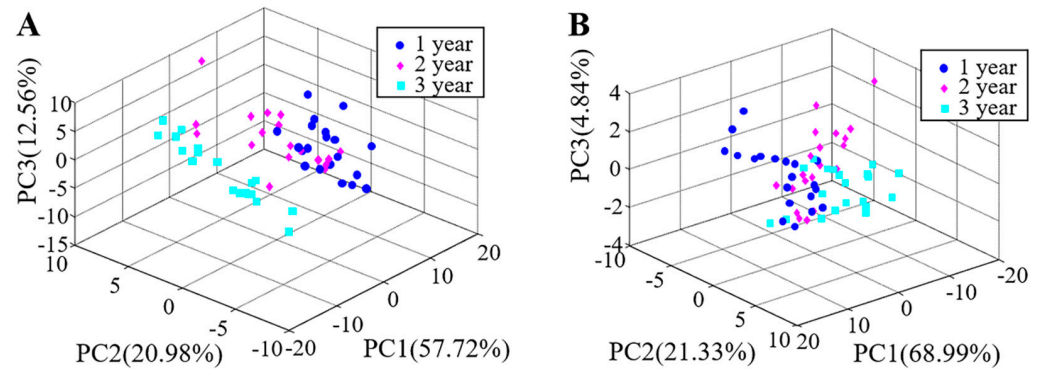 A
1 year
2 year
3 year
PC3(12.56%)
10
5
0
-5
-10
-15
10
5
0
-5
-10
-20
-10
0
10
20
PC2(20.98%)
PC1(57.72%)
B
1 year
2 year
3 year
PC3(4.84%)
4
2
0
-2
-4
-10
0
5
10
20
10
0
-10
-20
PC2(21.33%)
PC1(68.99%)